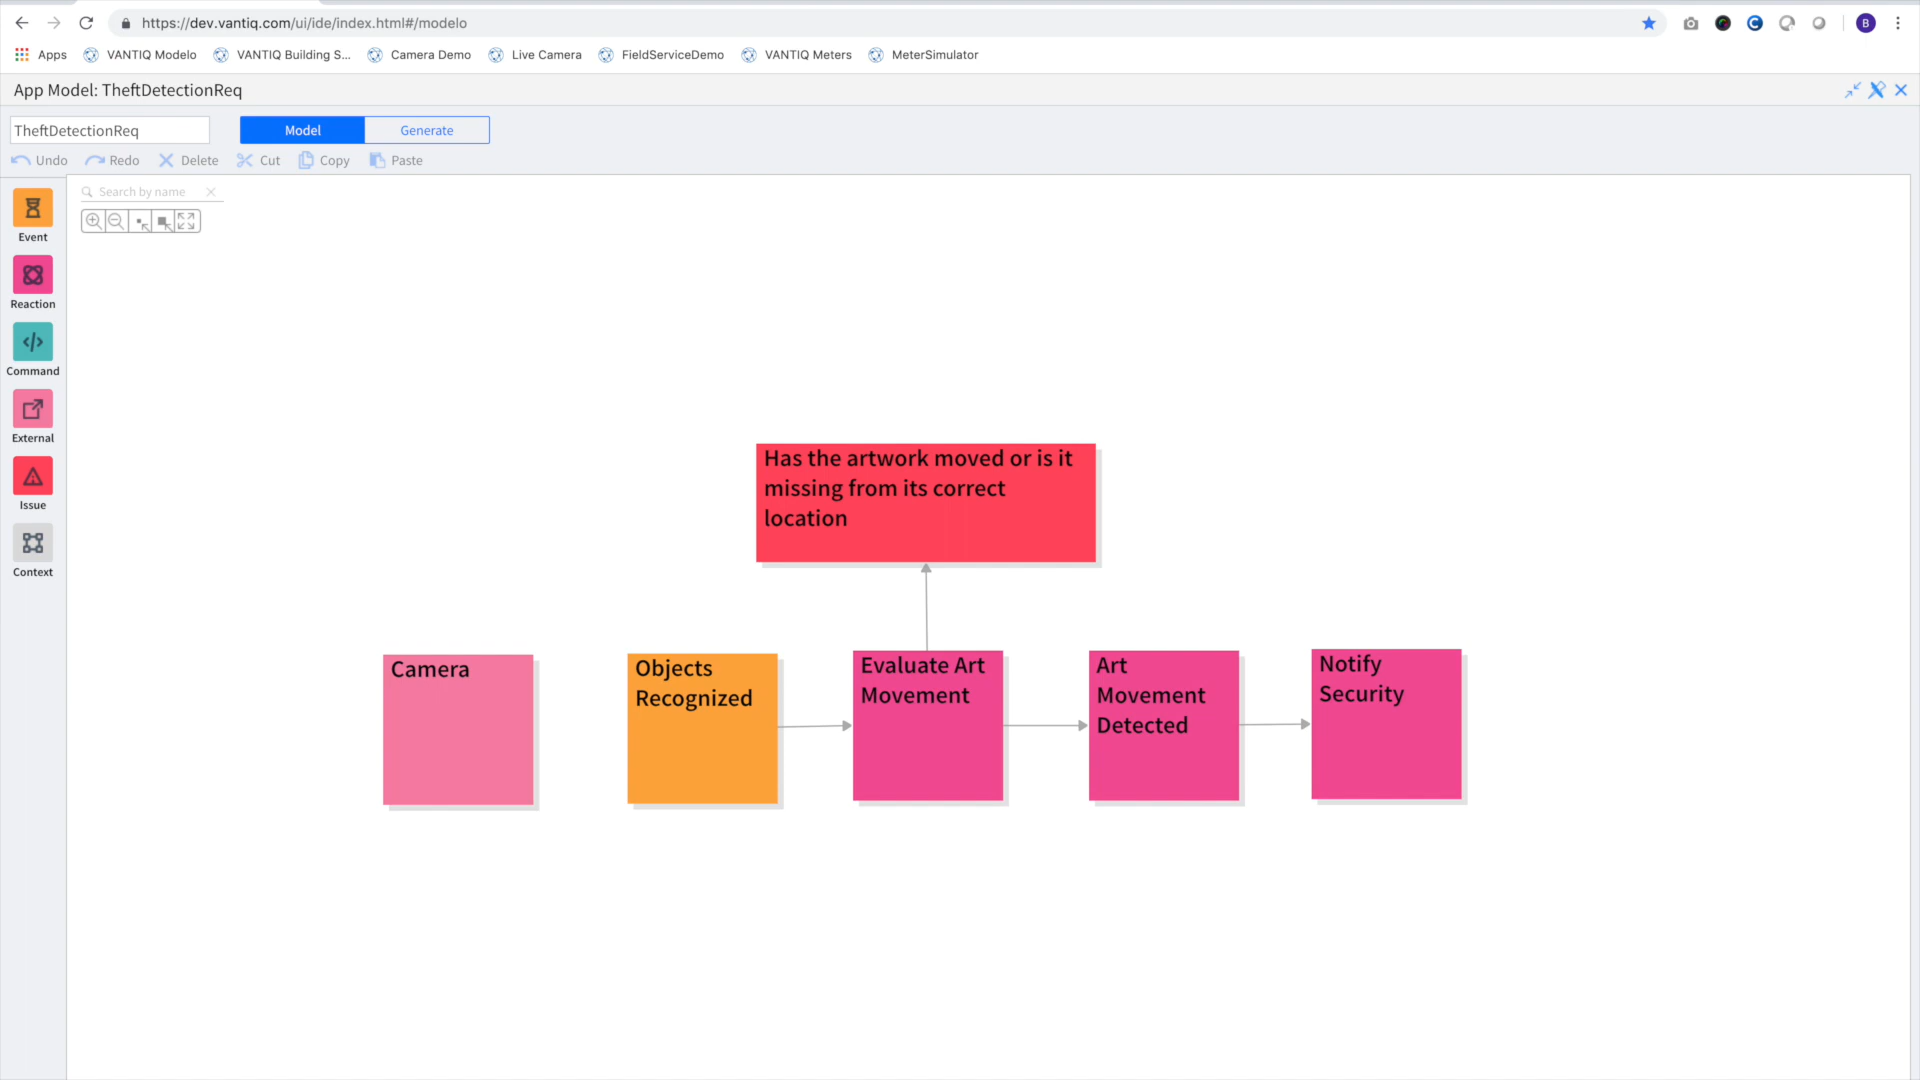 https://dev.vantiq.com/ui/ide/index.html#/modelo
B
Apps
VANTIQ Modelo
VANTIQ Building S...
Camera Demo
Live Camera
FieldServiceDemo
VANTIQ Meters
MeterSimulator
App Model: TheftDetectionReq
TheftDetectionReq
Model
Generate
Undo
Redo
Delete
Cut
Copy
Paste
Search by name
Event
Reaction
Command
External
Issue
Context
Has the artwork moved or is it
missing from its correct
location
Camera
Objects
Recognized
Evaluate Art
Movement
Art
Movement
Detected
Notify
Security